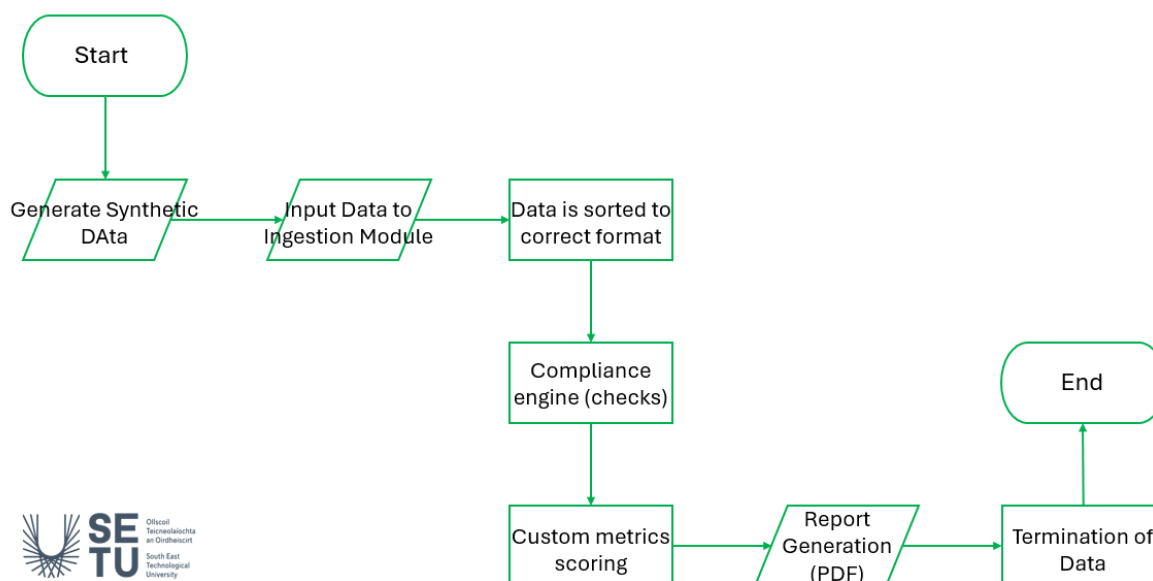 Start
Generate Synthetic
DAta
Input Data to
Ingestion Module
Data is sorted to
correct format
Compliance
engine (checks)
End
Custom metrics
scoring
Report
Generation
(PDF)
Termination of
Data
SE
TU
Ollscoil
Teicneolaíochta
an Oirdheiscirt
South East
Technological
University